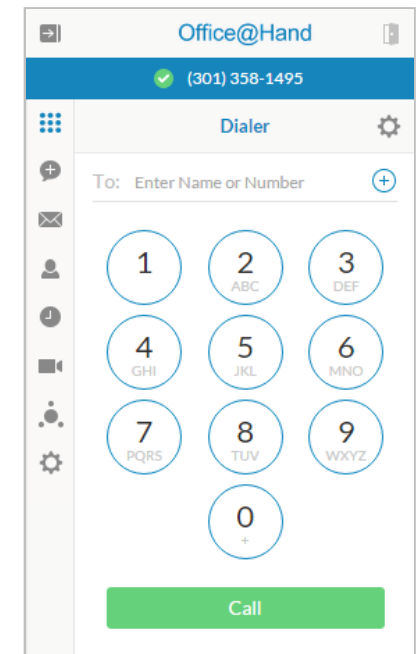 Office@Hand
(301) 358-1495
Dialer
To: Enter Name or Number
1 2 3
ABC DEF
4 5 6
GHI JKL MNO
7 8 9
PQRS TUV WXYZ
0
+
Call